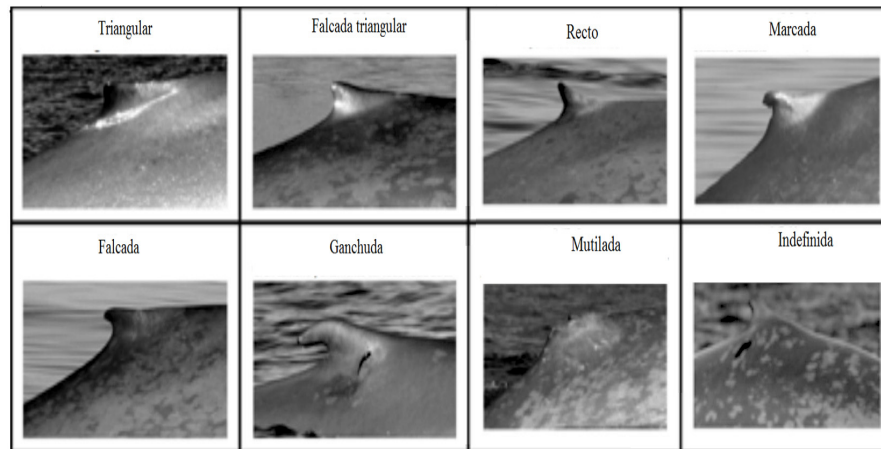 Triangular
Falcada triangular
Recto
Marcada
Falcada
Ganchuda
Mutilada
Indefinida